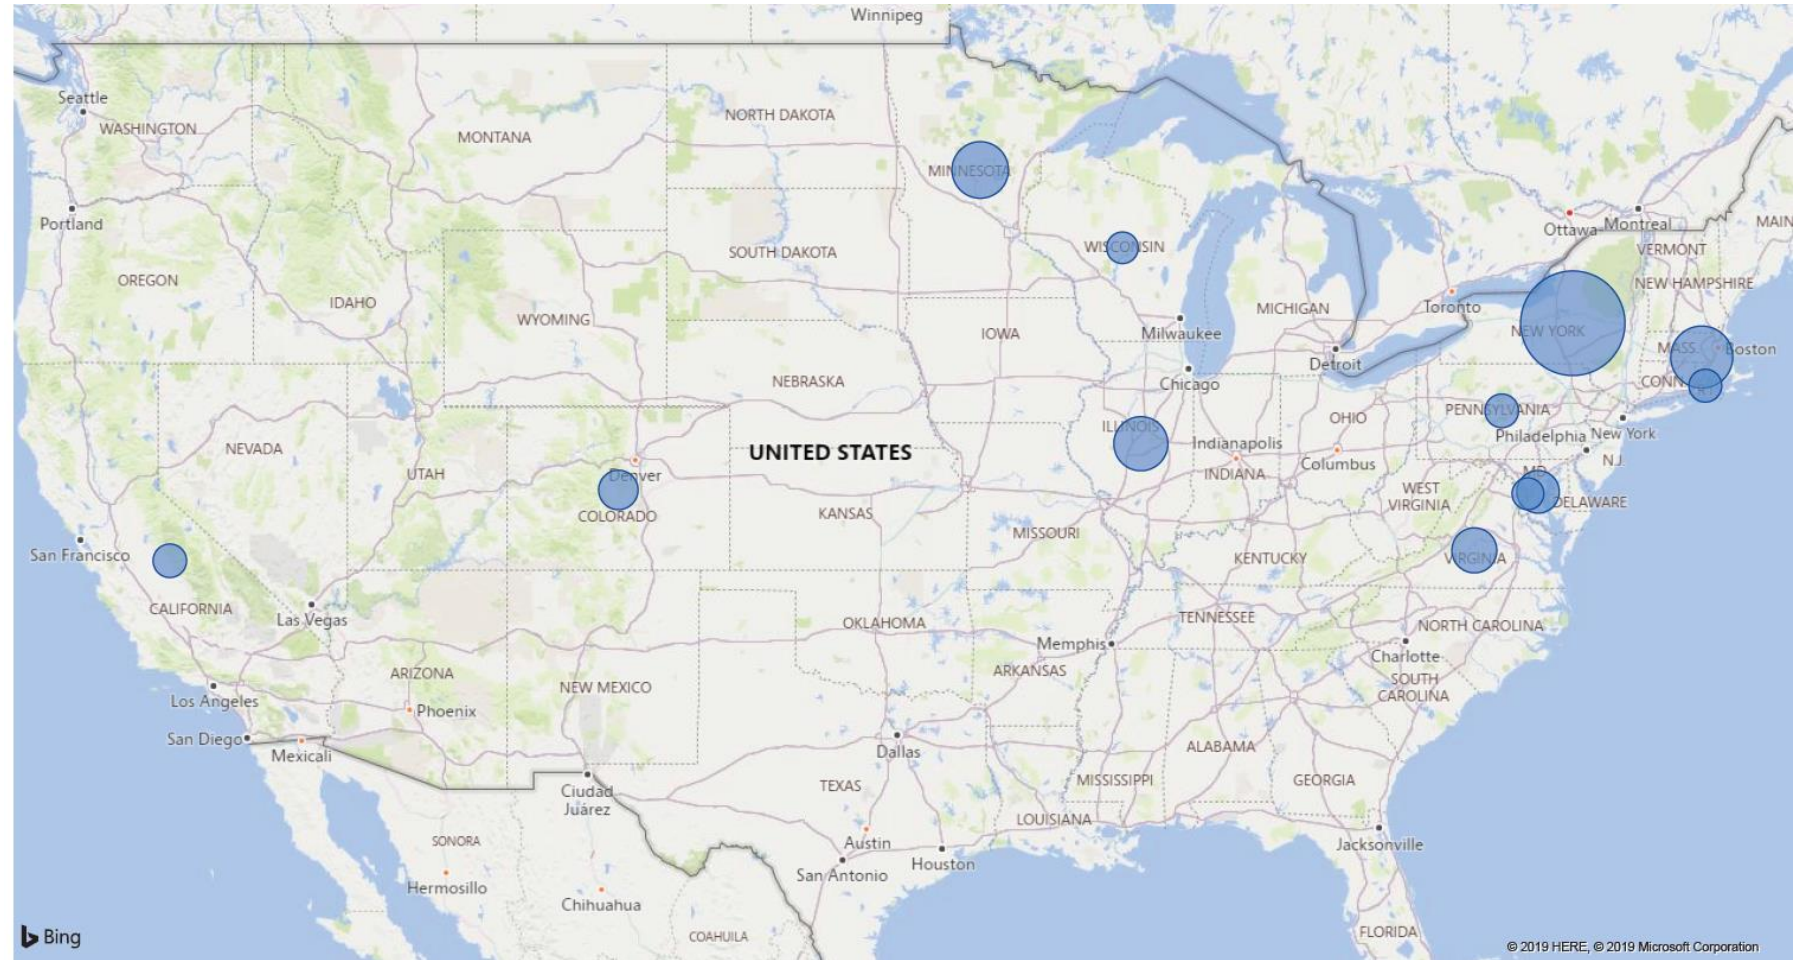 Winnipeg
Seattle
WASHINGTON
MONTANA
NORTH DAKOTA
MINNESOTA
Portland
Ottawa
Montreal
MAIN
OREGON
IDAHO
WYOMING
SOUTH DAKOTA
WISCONSIN
VERMONT
NEW HAMPSHIRE
MICHIGAN
Toronto
NEW YORK
IOWA
Milwaukee
MASS.
Boston
Detroit
Chicago
NEBRASKA
CONN.
PENNSYLVANIA
OHIO
ILLINOIS
Indianapolis
Philadelphia
New York
NEVADA
UTAH
Denver
UNITED STATES
INDIANA
Columbus
N.J.
MD.
COLORADO
KANSAS
MISSOURI
WEST
VIRGINIA
DELAWARE
San Francisco
KENTUCKY
VIRGINIA
CALIFORNIA
Las Vegas
OKLAHOMA
TENNESSEE
NORTH CAROLINA
Memphis
Charlotte
ARIZONA
NEW MEXICO
ARKANSAS
SOUTH
CAROLINA
Los Angeles
Phoenix
San Diego
Mexicali
Dallas
ALABAMA
MISSISSIPPI
GEORGIA
Ciudad
Juárez
TEXAS
LOUISIANA
SONORA
Austin
Houston
Jacksonville
San Antonio
Hermosillo
Chihuahua
COAHUILA
FLORIDA
Bing
© 2019 HERE, © 2019 Microsoft Corporation